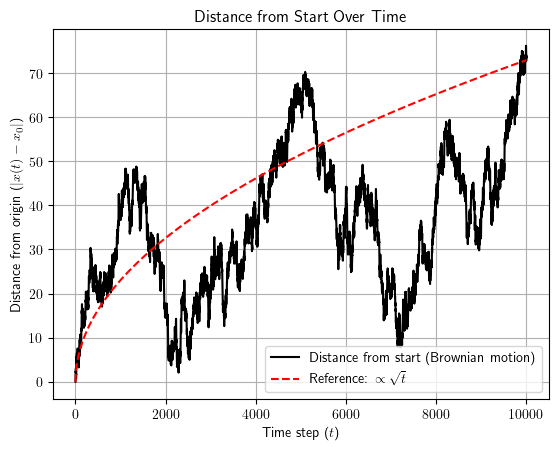 Distance from Start Over Time
Distance from origin (|x(t) − x₀|)
70
60
50
40
30
20
10
0
0 2000 4000 6000 8000 10000
Time step (t)
Distance from start (Brownian motion)
Reference: ∝ √t